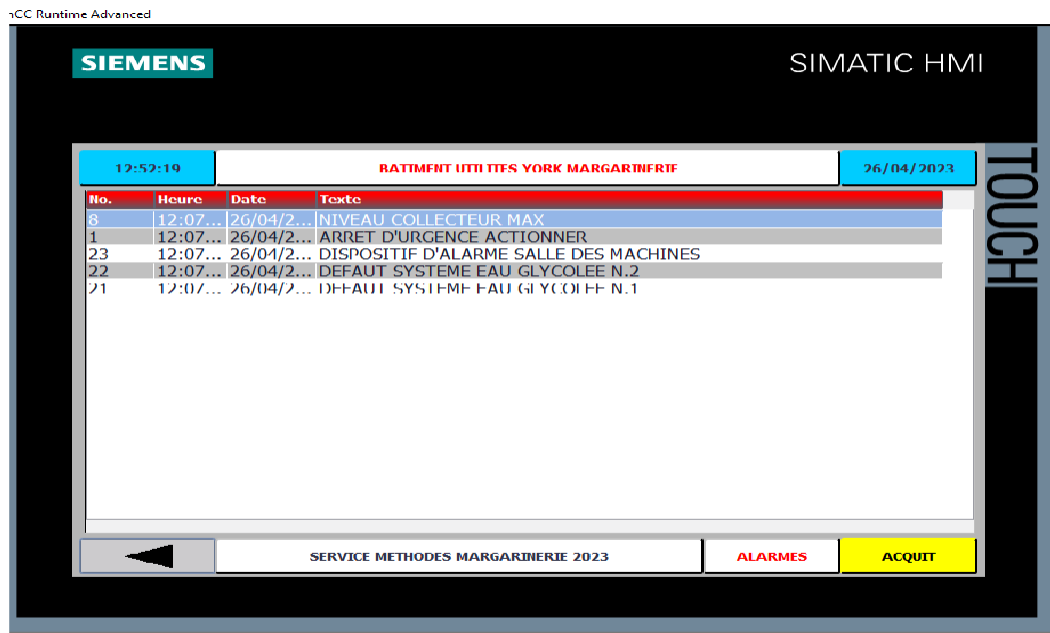 nCC Runtime Advanced
SIEMENS
SIMATIC HMI
TOUCH
12:52:19 BATIMENT UTILITES YORK MARGARINERIE 26/04/2023
No. Heure Date Texte
8 12:07... 26/04/2... NIVEAU COLLECTEUR MAX
1 12:07... 26/04/2... ARRET D'URGENCE ACTIONNER
23 12:07... 26/04/2... DISPOSITIF D'ALARME SALLE DES MACHINES
22 12:07... 26/04/2... DEFAUT SYSTEME EAU GLYCOLEE N.2
21 12:07... 26/04/2... DEFAUT SYSTEME EAU GLYCOLEE N.1
SERVICE METHODES MARGARINERIE 2023 ALARMES ACQUIT